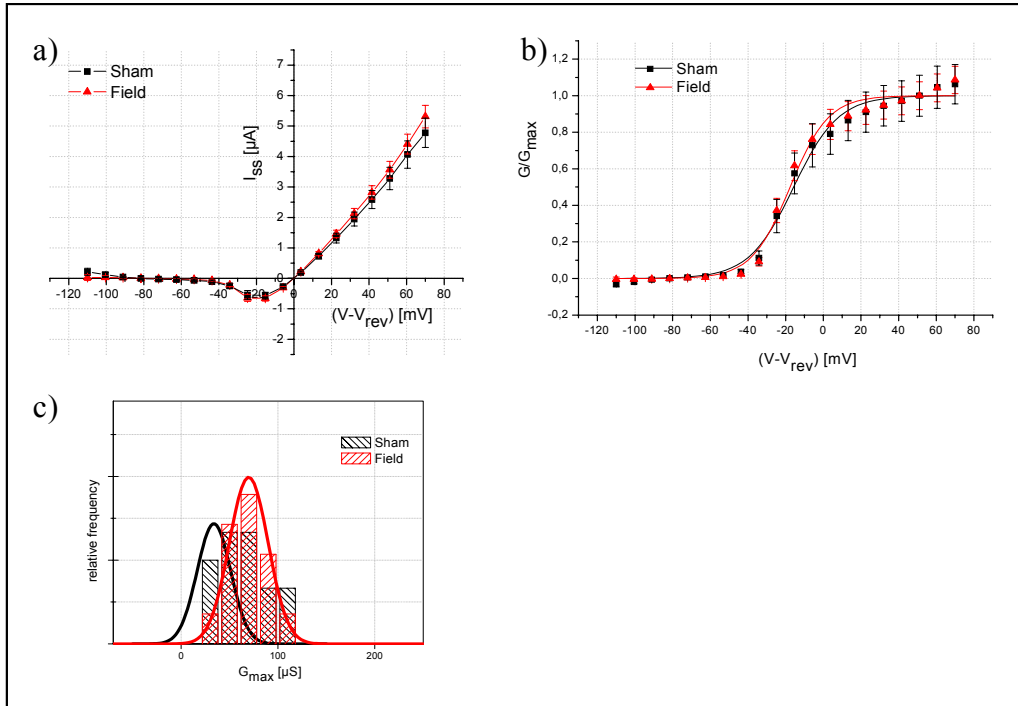 a)
Sham
Field
I_ss [µA]
7
6
5
4
3
2
1
0
-1
-2
-120 -100 -80 -60 -40 -20 0 20 40 60 80
(V-V_rev) [mV]
b)
Sham
Field
G/G_max
1,2
1,0
0,8
0,6
0,4
0,2
0,0
-0,2
-120 -100 -80 -60 -40 -20 0 20 40 60 80
(V-V_rev) [mV]
c)
Sham
Field
relative frequency
0 100 200
G_max [µS]